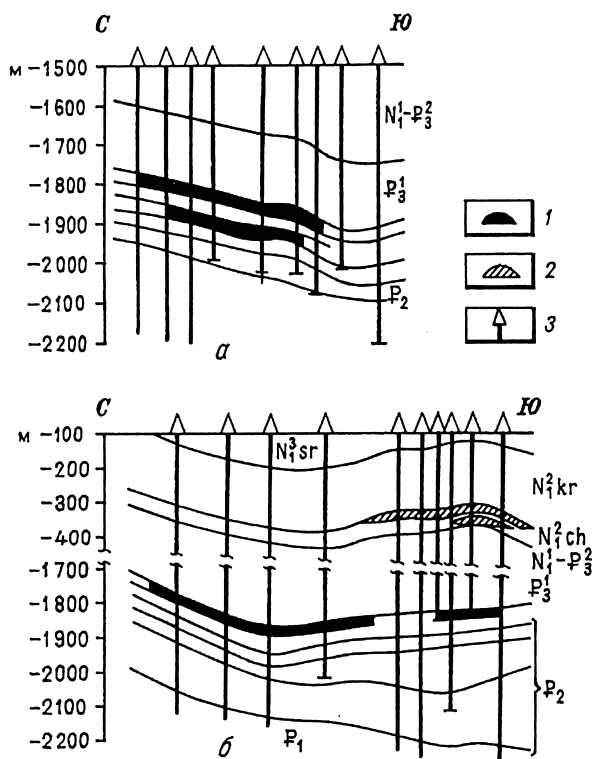 С Ю
м -1500
-1600
-1700
-1800
-1900
-2000
-2100
-2200
N₁¹-₽₃²
₽₃¹
₽₂
а
1
2
3
С Ю
м -100
-200
-300
-400
-1700
-1800
-1900
-2000
-2100
-2200
N₁³sr
N₁²kr
N₁²ch
N₁¹-₽₃²
₽₃¹
₽₂
₽₁
б